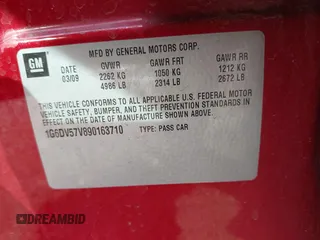 GM
MFD BY GENERAL MOTORS CORP.
DATE GVWR GAWR FRT GAWR RR
03/09 2262 KG 1050 KG 1212 KG
4986 LB 2314 LB 2672 LB
THIS VEHICLE CONFORMS TO ALL APPLICABLE U.S. FEDERAL MOTOR
VEHICLE SAFETY, BUMPER, AND THEFT PREVENTION STANDARDS
IN EFFECT ON THE DATE OF MANUFACTURE SHOWN ABOVE.
1G6DV57V890163710 TYPE: PASS CAR
DREAMBID